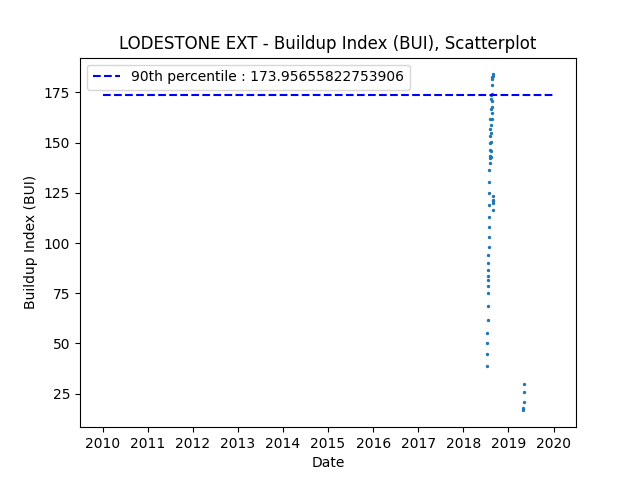 LODESTONE EXT - Buildup Index (BUI), Scatterplot
90th percentile : 173.95655822753906
Buildup Index (BUI)
175
150
125
100
75
50
25
2010 2011 2012 2013 2014 2015 2016 2017 2018 2019 2020
Date